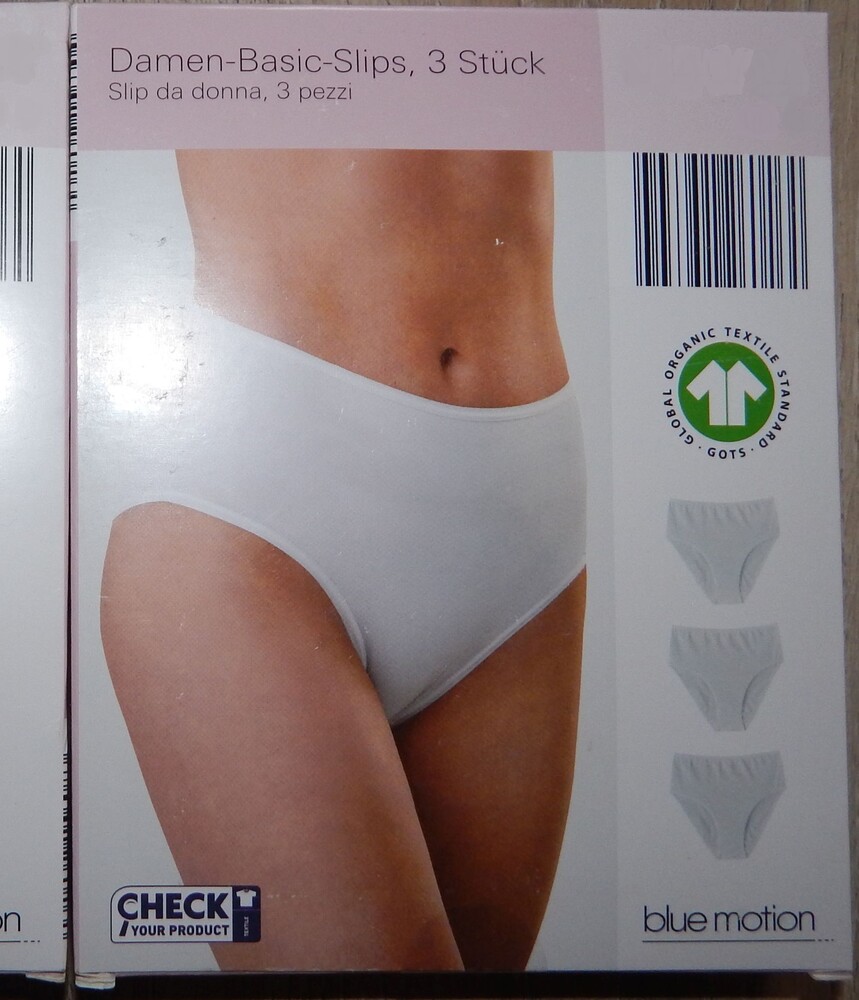 Damen-Basic-Slips, 3 Stück
Slip da donna, 3 pezzi
GLOBAL ORGANIC TEXTILE STANDARD · GOTS ·
CHECK
YOUR PRODUCT
TEXTILE
blue motion
on